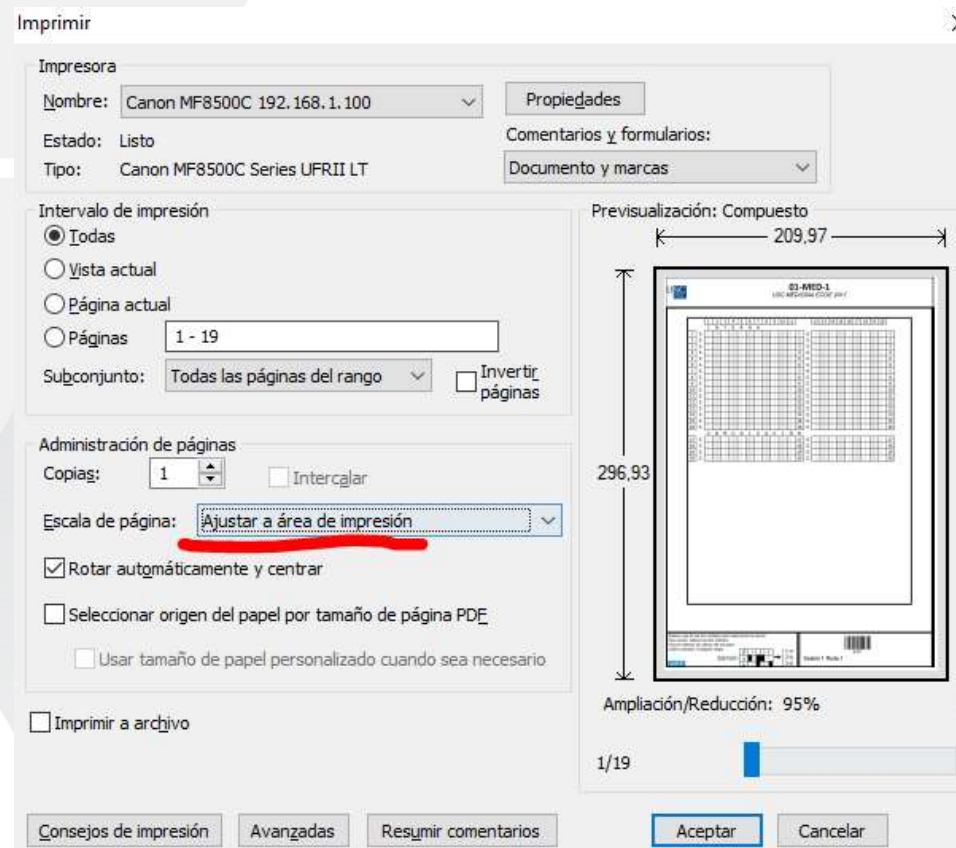 Imprimir
Impresora
Nombre: Canon MF8500C 192.168.1.100
Propiedades
Estado: Listo
Comentarios y formularios:
Tipo: Canon MF8500C Series UFRII LT
Documento y marcas
Intervalo de impresión
Todas
Vista actual
Página actual
Páginas 1 - 19
Subconjunto: Todas las páginas del rango
Invertir
páginas
Administración de páginas
Copias: 1
Intercalar
Escala de página: Ajustar a área de impresión
Rotar automáticamente y centrar
Seleccionar origen del papel por tamaño de página PDF
Usar tamaño de papel personalizado cuando sea necesario
Imprimir a archivo
Previsualización: Compuesto
209,97
296,93
01-MED-1
Ampliación/Reducción: 95%
1/19
Consejos de impresión
Avanzadas
Resumir comentarios
Aceptar
Cancelar